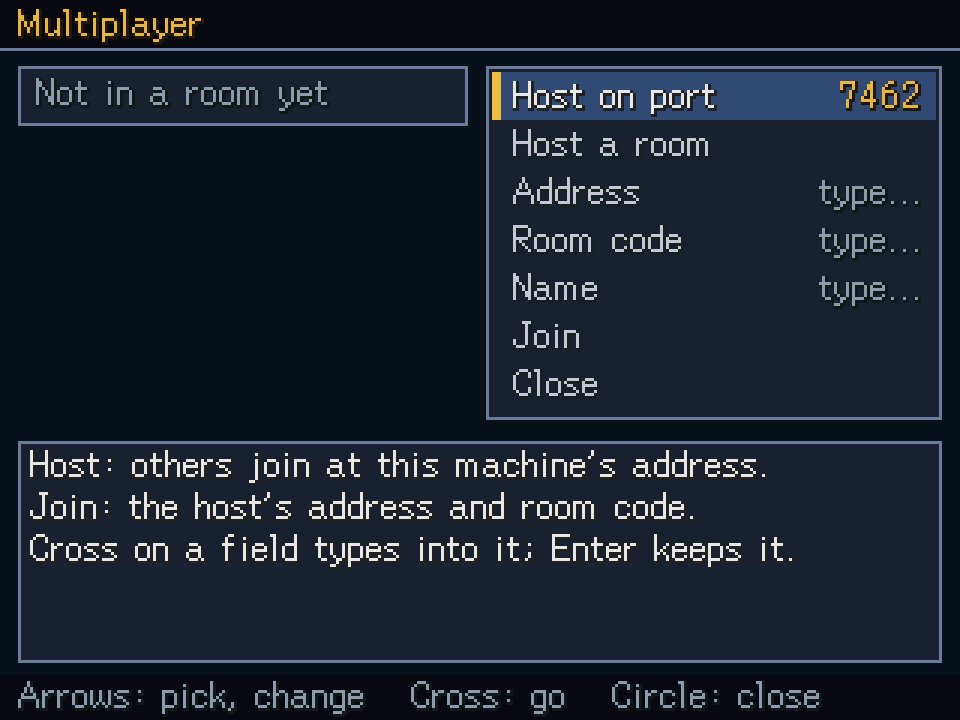 Multiplayer
Not in a room yet
Host on port 7462
Host a room
Address type...
Room code type...
Name type...
Join
Close
Host: others join at this machine's address.
Join: the host's address and room code.
Cross on a field types into it; Enter keeps it.
Arrows: pick, change Cross: go Circle: close